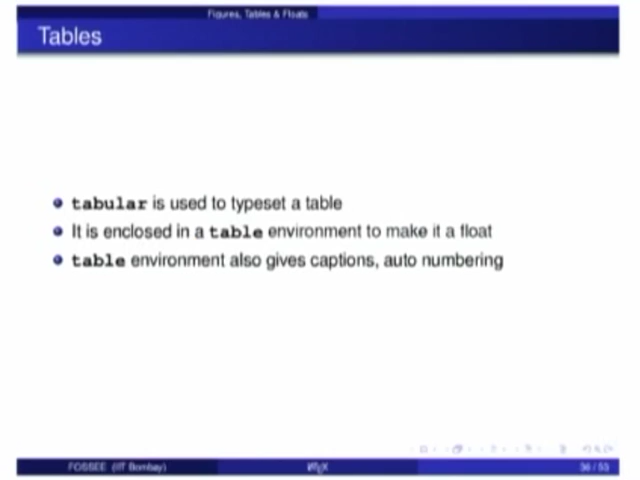 Figures, Tables & Floats
Tables
tabular is used to typeset a table
It is enclosed in a table environment to make it a float
table environment also gives captions, auto numbering
FOSSEE (IIT Bombay)
LATEX
36 / 53